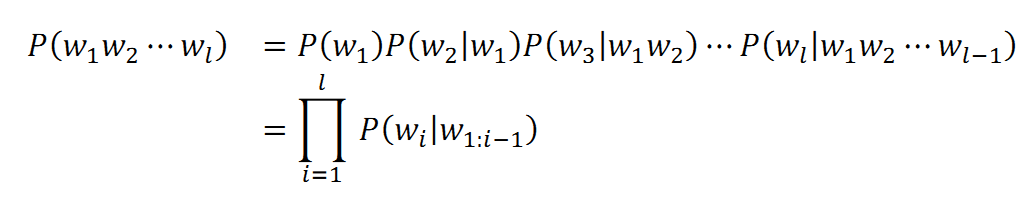 P(w₁w₂ ⋯ wₗ) = P(w₁)P(w₂|w₁)P(w₃|w₁w₂) ⋯ P(wₗ|w₁w₂ ⋯ wₗ₋₁)
= ∏ᵢ₌₁ˡ P(wᵢ|w₁:ᵢ₋₁)